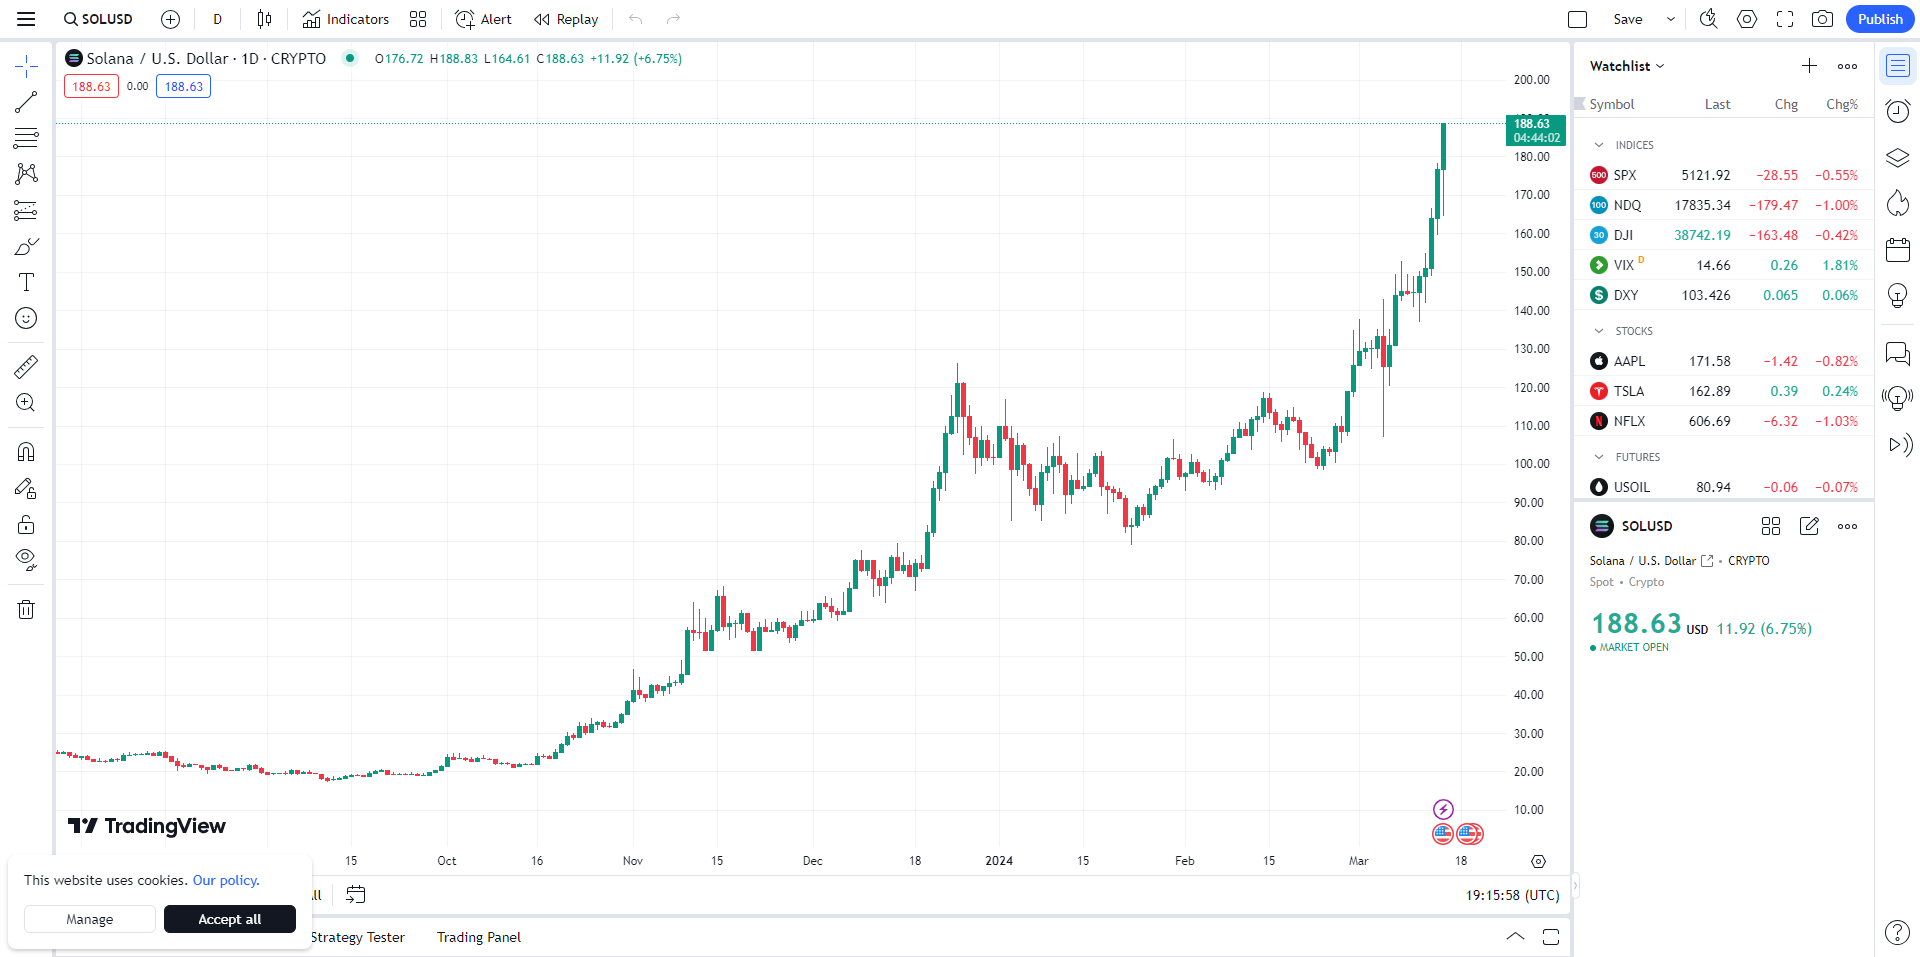 SOLUSD D Indicators Alert Replay Save Publish
Solana / U.S. Dollar · 1D · CRYPTO O176.72 H188.83 L164.61 C188.63 +11.92 (+6.75%)
188.63 0.00 188.63
200.00
188.63
04:44:02
180.00
170.00
160.00
150.00
140.00
130.00
120.00
110.00
100.00
90.00
80.00
70.00
60.00
50.00
40.00
30.00
20.00
10.00
TradingView
15 Oct 16 Nov 15 Dec 18 2024 15 Feb 15 Mar 18
This website uses cookies. Our policy.
Manage Accept all
19:15:58 (UTC)
Strategy Tester Trading Panel
Watchlist
Symbol Last Chg Chg%
INDICES
500 SPX 5121.92 −28.55 −0.55%
100 NDQ 17835.34 −179.47 −1.00%
30 DJI 38742.19 −163.48 −0.42%
VIX D 14.66 0.26 1.81%
$ DXY 103.426 0.065 0.06%
STOCKS
AAPL 171.58 −1.42 −0.82%
TSLA 162.89 0.39 0.24%
N NFLX 606.69 −6.32 −1.03%
FUTURES
USOIL 80.94 −0.06 −0.07%
SOLUSD
Solana / U.S. Dollar • CRYPTO
Spot • Crypto
188.63 USD 11.92 (6.75%)
MARKET OPEN